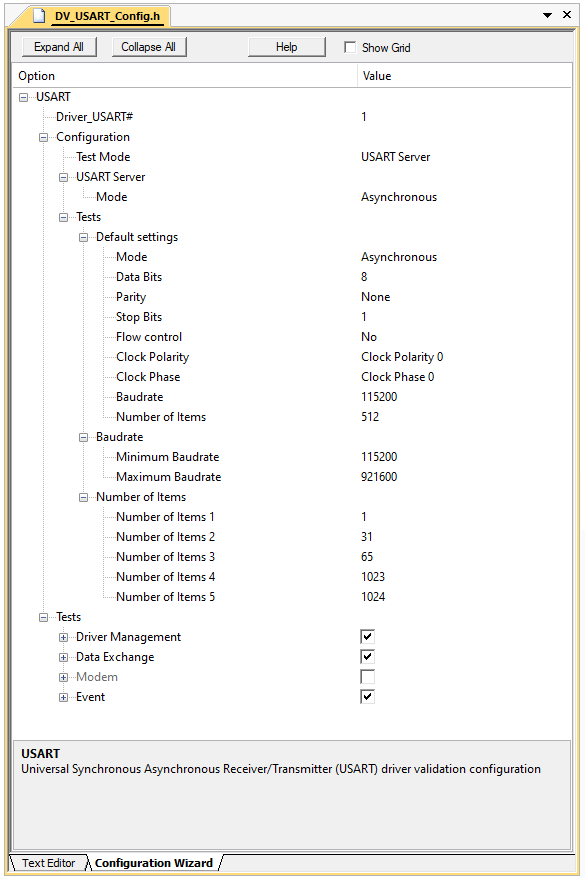 DV_USART_Config.h
Expand All Collapse All Help Show Grid
Option Value
USART
Driver_USART# 1
Configuration
Test Mode USART Server
USART Server
Mode Asynchronous
Tests
Default settings
Mode Asynchronous
Data Bits 8
Parity None
Stop Bits 1
Flow control No
Clock Polarity Clock Polarity 0
Clock Phase Clock Phase 0
Baudrate 115200
Number of Items 512
Baudrate
Minimum Baudrate 115200
Maximum Baudrate 921600
Number of Items
Number of Items 1 1
Number of Items 2 31
Number of Items 3 65
Number of Items 4 1023
Number of Items 5 1024
Tests
Driver Management
Data Exchange
Modem
Event
USART
Universal Synchronous Asynchronous Receiver/Transmitter (USART) driver validation configuration
Text Editor Configuration Wizard